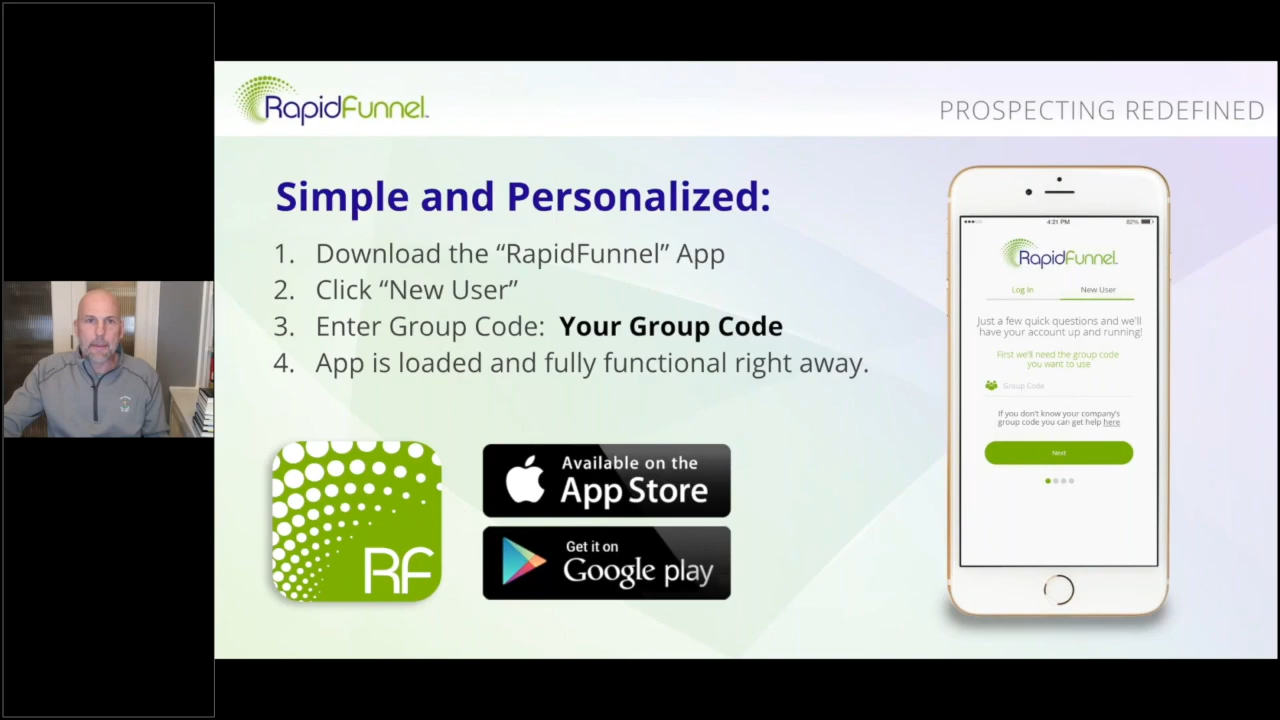 RapidFunnel
PROSPECTING REDEFINED
Simple and Personalized:
1. Download the “RapidFunnel” App
2. Click “New User”
3. Enter Group Code: Your Group Code
4. App is loaded and fully functional right away.
RF
Available on the
App Store
Get it on
Google play
4:21 PM 82%
RapidFunnel
Log In New User
Just a few quick questions and we'll
have your account up and running!
First we'll need the group code
you want to use
Group Code
If you don't know your company's
group code you can get help here
Next